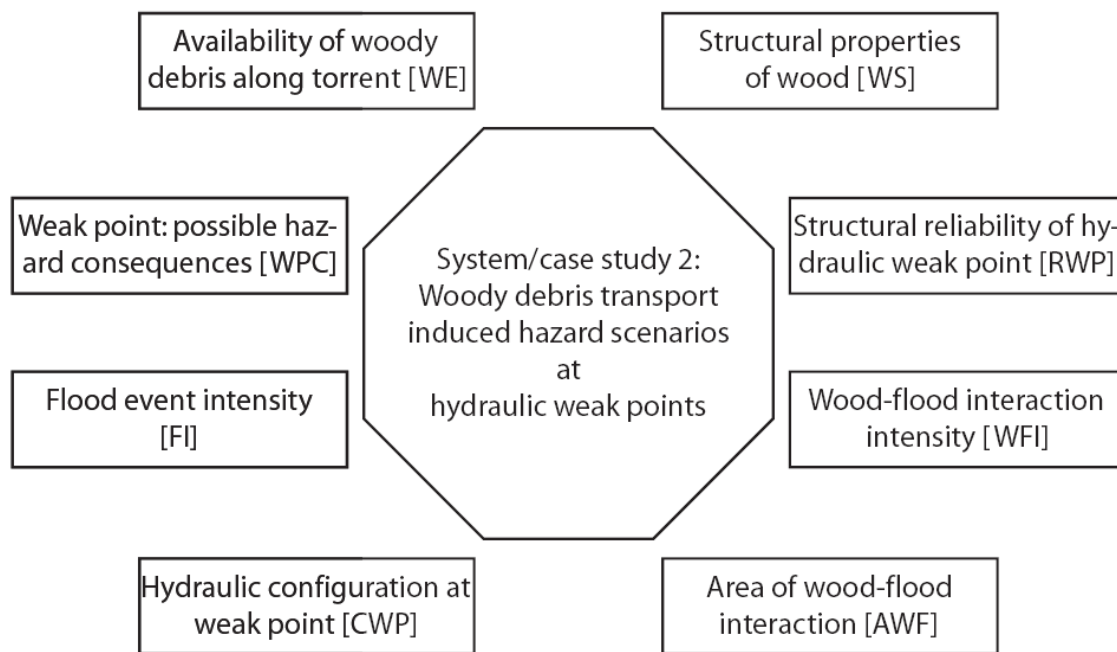 Availability of woody
debris along torrent [WE]
Structural properties
of wood [WS]
Weak point: possible haz-
ard consequences [WPC]
System/case study 2:
Woody debris transport
induced hazard scenarios
at
hydraulic weak points
Structural reliability of hy-
draulic weak point [RWP]
Flood event intensity
[FI]
Wood-flood interaction
intensity [WFI]
Hydraulic configuration at
weak point [CWP]
Area of wood-flood
interaction [AWF]